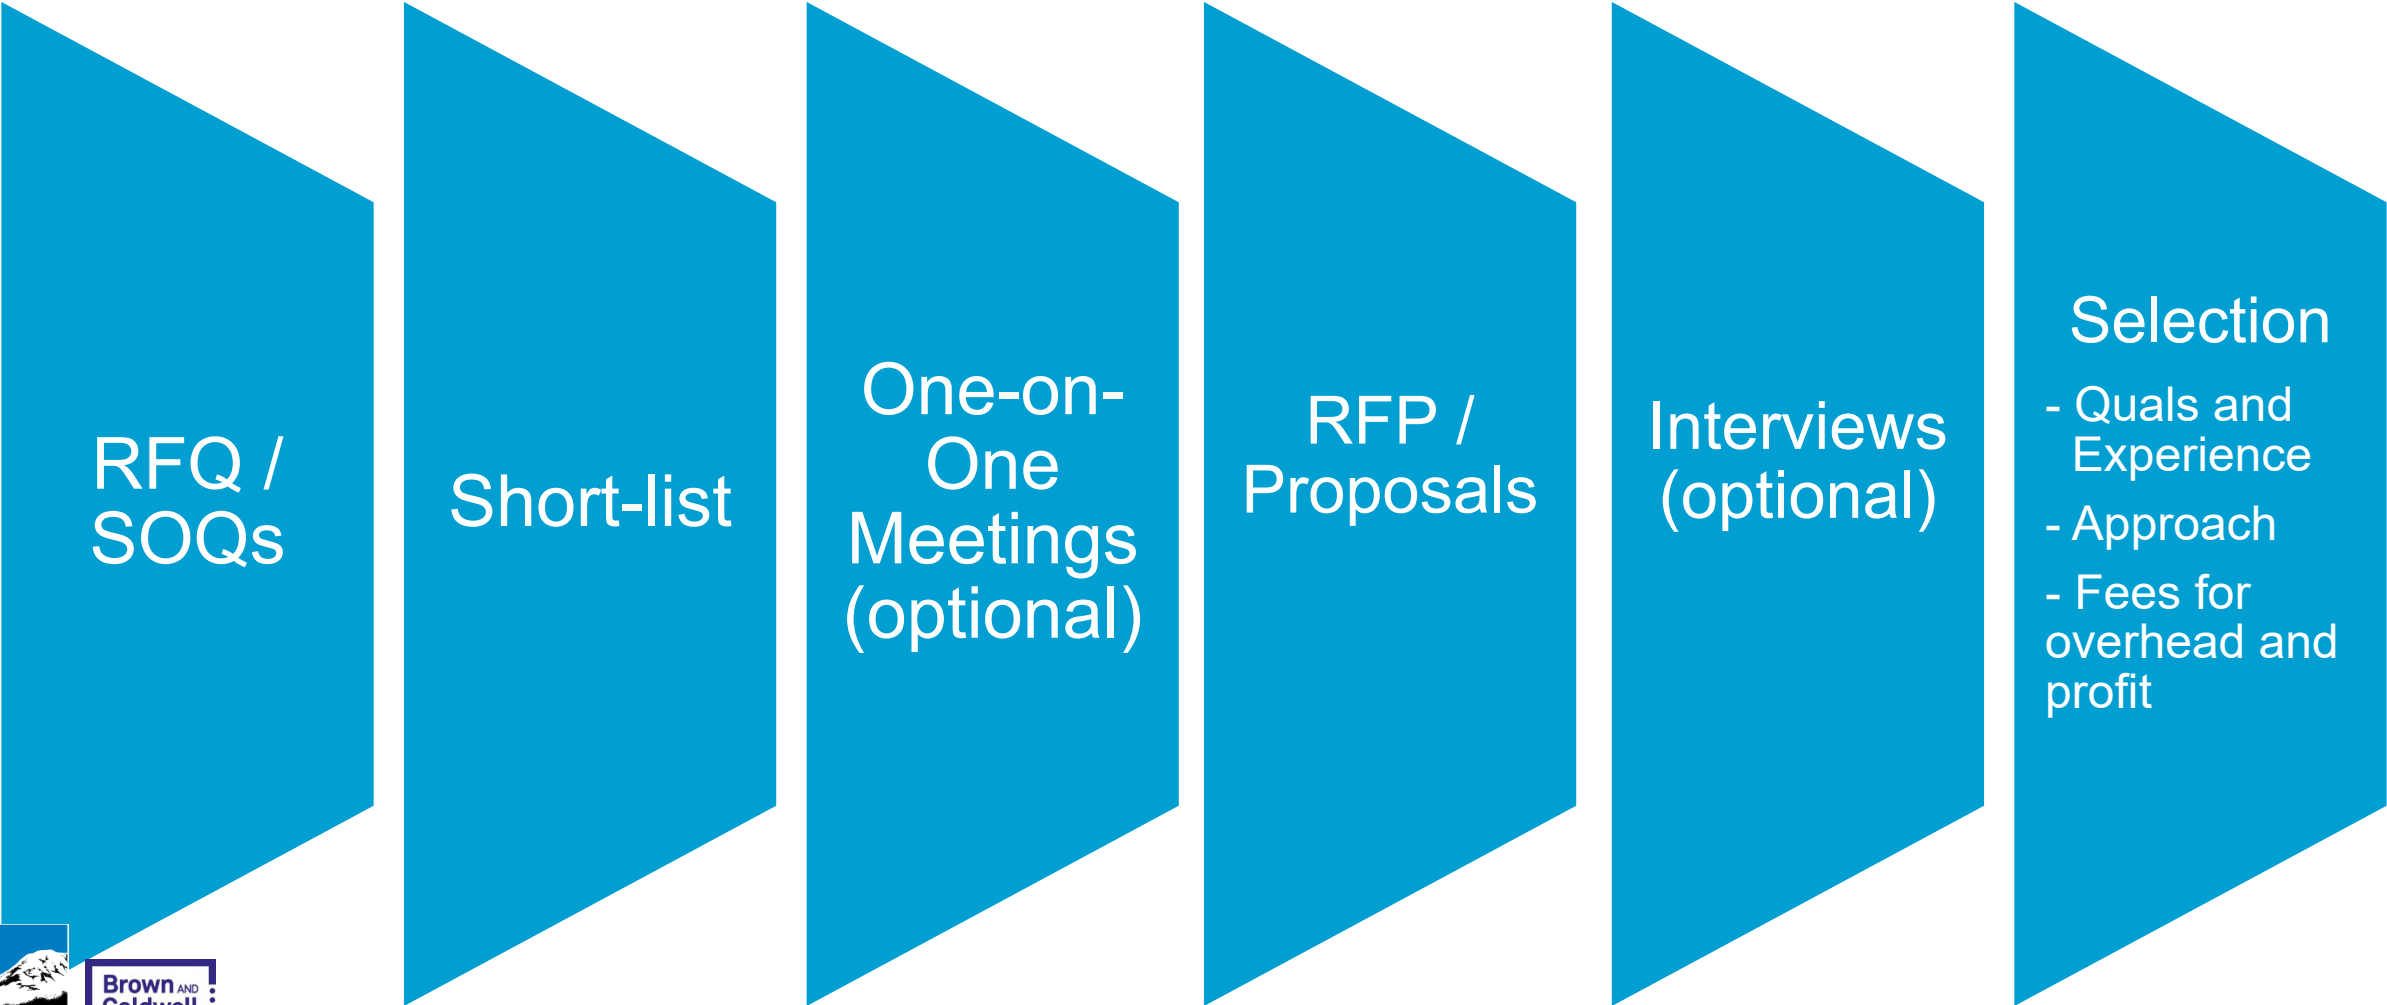 RFQ /
SOQs
Short-list
One-on-
One
Meetings
(optional)
RFP /
Proposals
Interviews
(optional)
Selection
- Quals and
Experience
- Approach
- Fees for
overhead and
profit
Brown AND
Caldwell